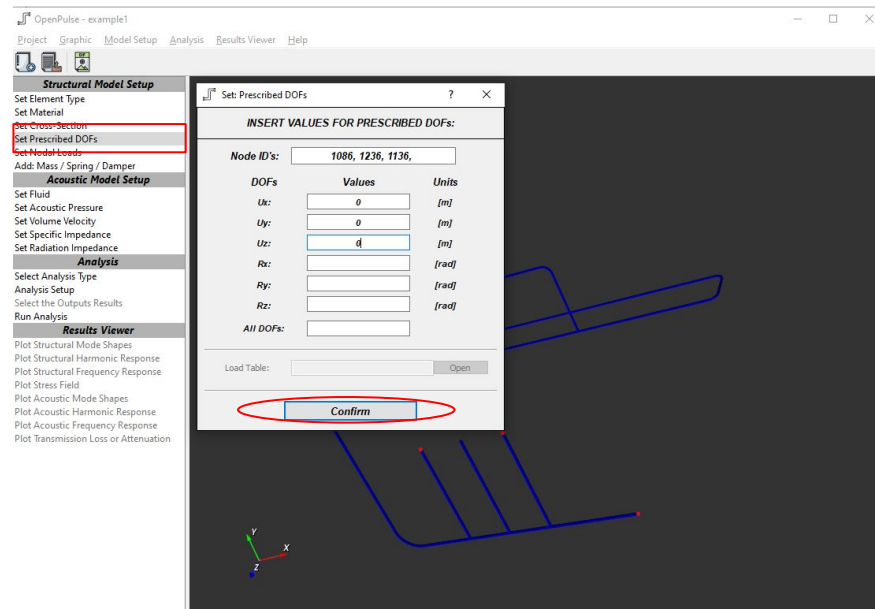 OpenPulse - example1
Project Graphic Model Setup Analysis Results Viewer Help
Structural Model Setup
Set Element Type
Set Material
Set Cross-Section
Set Prescribed DOFs
Set Nodal Loads
Add: Mass / Spring / Damper
Acoustic Model Setup
Set Fluid
Set Acoustic Pressure
Set Volume Velocity
Set Specific Impedance
Set Radiation Impedance
Analysis
Select Analysis Type
Analysis Setup
Select the Outputs Results
Run Analysis
Results Viewer
Plot Structural Mode Shapes
Plot Structural Harmonic Response
Plot Structural Frequency Response
Plot Stress Field
Plot Acoustic Mode Shapes
Plot Acoustic Harmonic Response
Plot Acoustic Frequency Response
Plot Transmission Loss or Attenuation
Set: Prescribed DOFs ?
INSERT VALUES FOR PRESCRIBED DOFs:
Node ID's: 1086, 1236, 1136,
DOFs Values Units
Ux: 0 [m]
Uy: 0 [m]
Uz: 0 [m]
Rx: [rad]
Ry: [rad]
Rz: [rad]
All DOFs:
Load Table: Open
Confirm
Y
X
Z